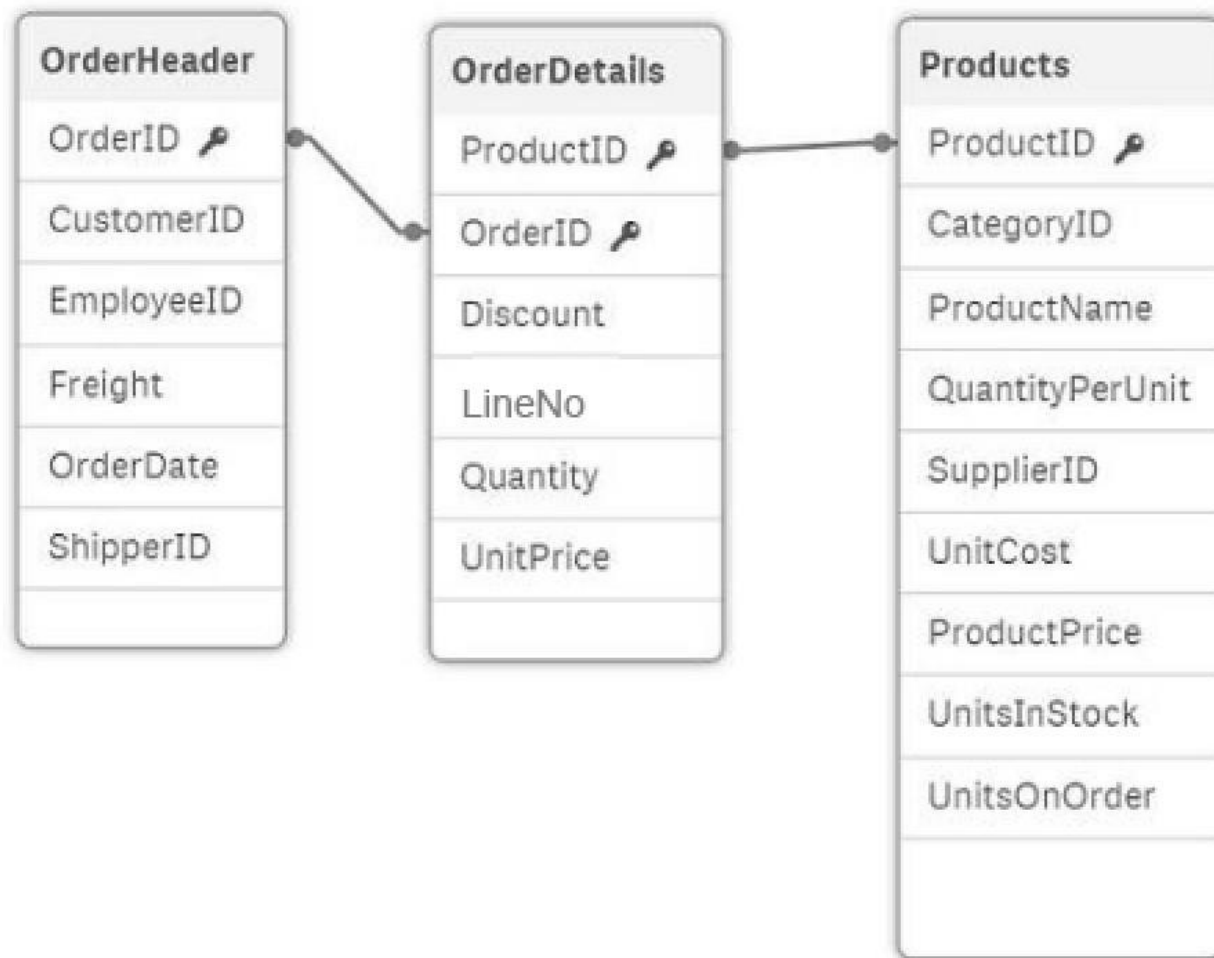 OrderHeader
OrderID
CustomerID
EmployeeID
Freight
OrderDate
ShipperID
OrderDetails
ProductID
OrderID
Discount
LineNo
Quantity
UnitPrice
Products
ProductID
CategoryID
ProductName
QuantityPerUnit
SupplierID
UnitCost
ProductPrice
UnitsInStock
UnitsOnOrder